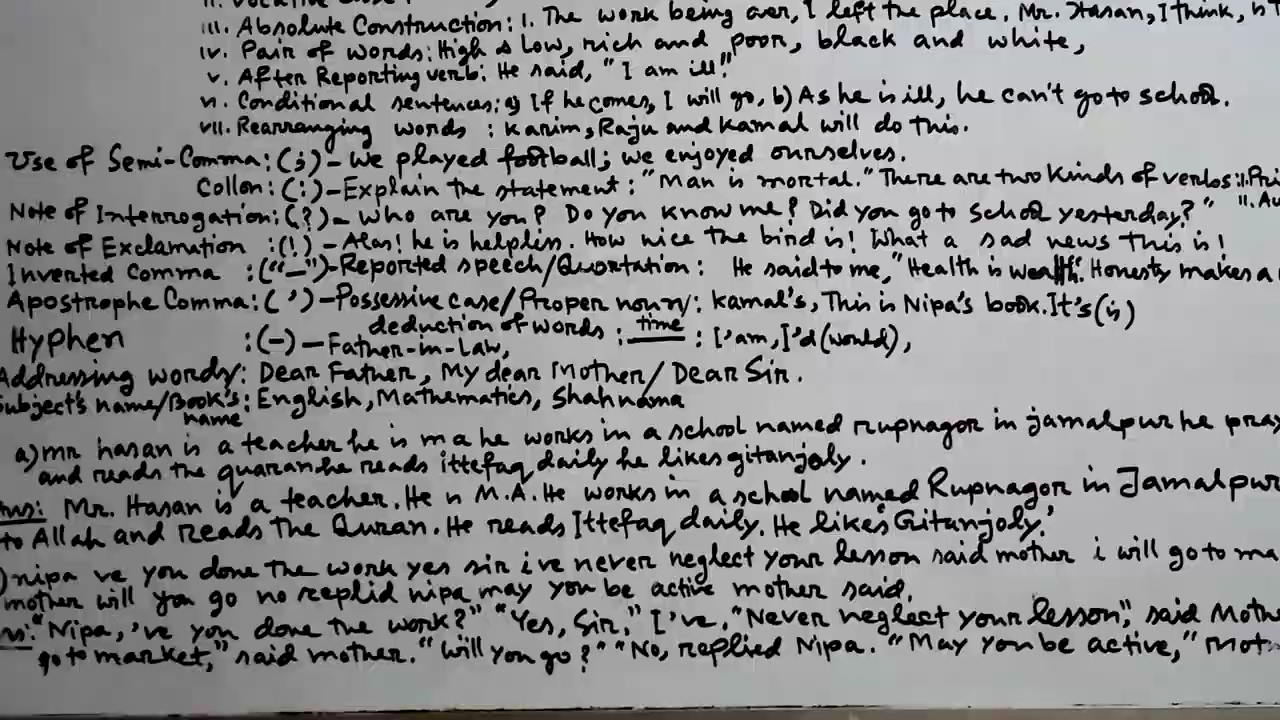 iii. Absolute Construction: 1. The work being over, I left the place. Mr. Hasan, I think, is
iv. Pair of words: High & Low, rich and poor, black and white,
v. After Reporting verb: He said, "I am ill."
vi. Conditional sentences: a) If he comes, I will go, b) As he is ill, he can't go to school.
vii. Rearranging words : Karim, Raju and Kamal will do this.
Use of Semi-Comma: (;) - We played football; we enjoyed ourselves.
Collon: (:) - Explain the statement: "Man is mortal." There are two kinds of verbs: i. Pri
Note of Interrogation: (?) - Who are you? Do you know me? Did you go to school yesterday?" ii. Au
Note of Exclamation : (!) - Alas! he is helpless. How nice the bird is! What a sad news this is!
Inverted Comma : ("—") - Reported speech/Quortation: He said to me, "Health is wealth. Honesty makes a
Apostrophe Comma: (') - Possessive case/Proper noun/: Kamal's, This is Nipa's book. It's (is)
deduction of words : time : I'am, I'd (would),
Hyphen : (-) - Father-in-Law,
Addressing words: Dear Father, My dear Mother/ Dear Sir.
Subject's name/Book's name : English, Mathematics, Shahnama
a) mr hasan is a teacher he is m a he works in a school named rupnagor in jamalpur he pray
and reads the quaran he reads ittefaq daily he likes gitanjoly.
Ans: Mr. Hasan is a teacher. He is M.A. He works in a school named Rupnagor in Jamalpur
to Allah and reads the Quran. He reads Ittefaq daily. He likes 'Gitanjoly.'
) nipa ve you done the work yes sir i ve never neglect your lesson said mother i will go to ma
mother will you go no replid nipa may you be active mother said.
ns: "Nipa, 've you done the work?" "Yes, Sir," I've, "Never neglect your lesson," said Moth
go to market," said mother. "Will you go?" "No, replied Nipa. "May you be active," Mot